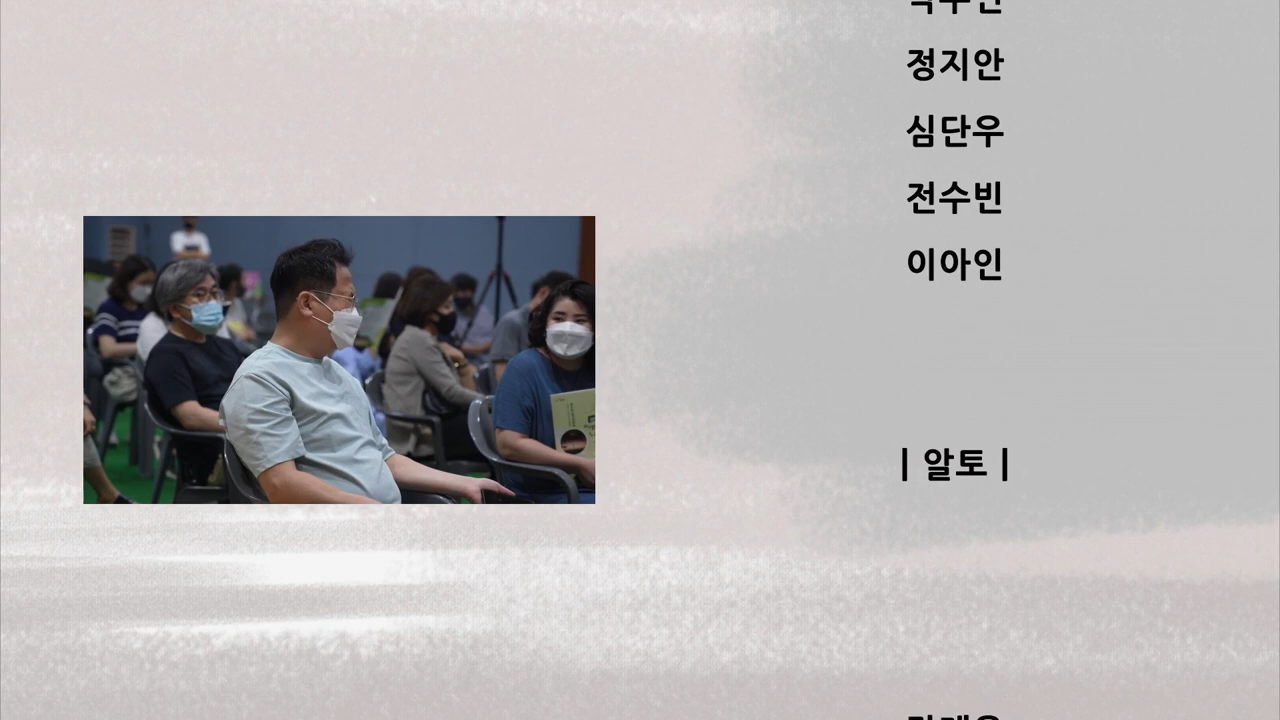 정지안
심단우
전수빈
이아인
| 알토 |